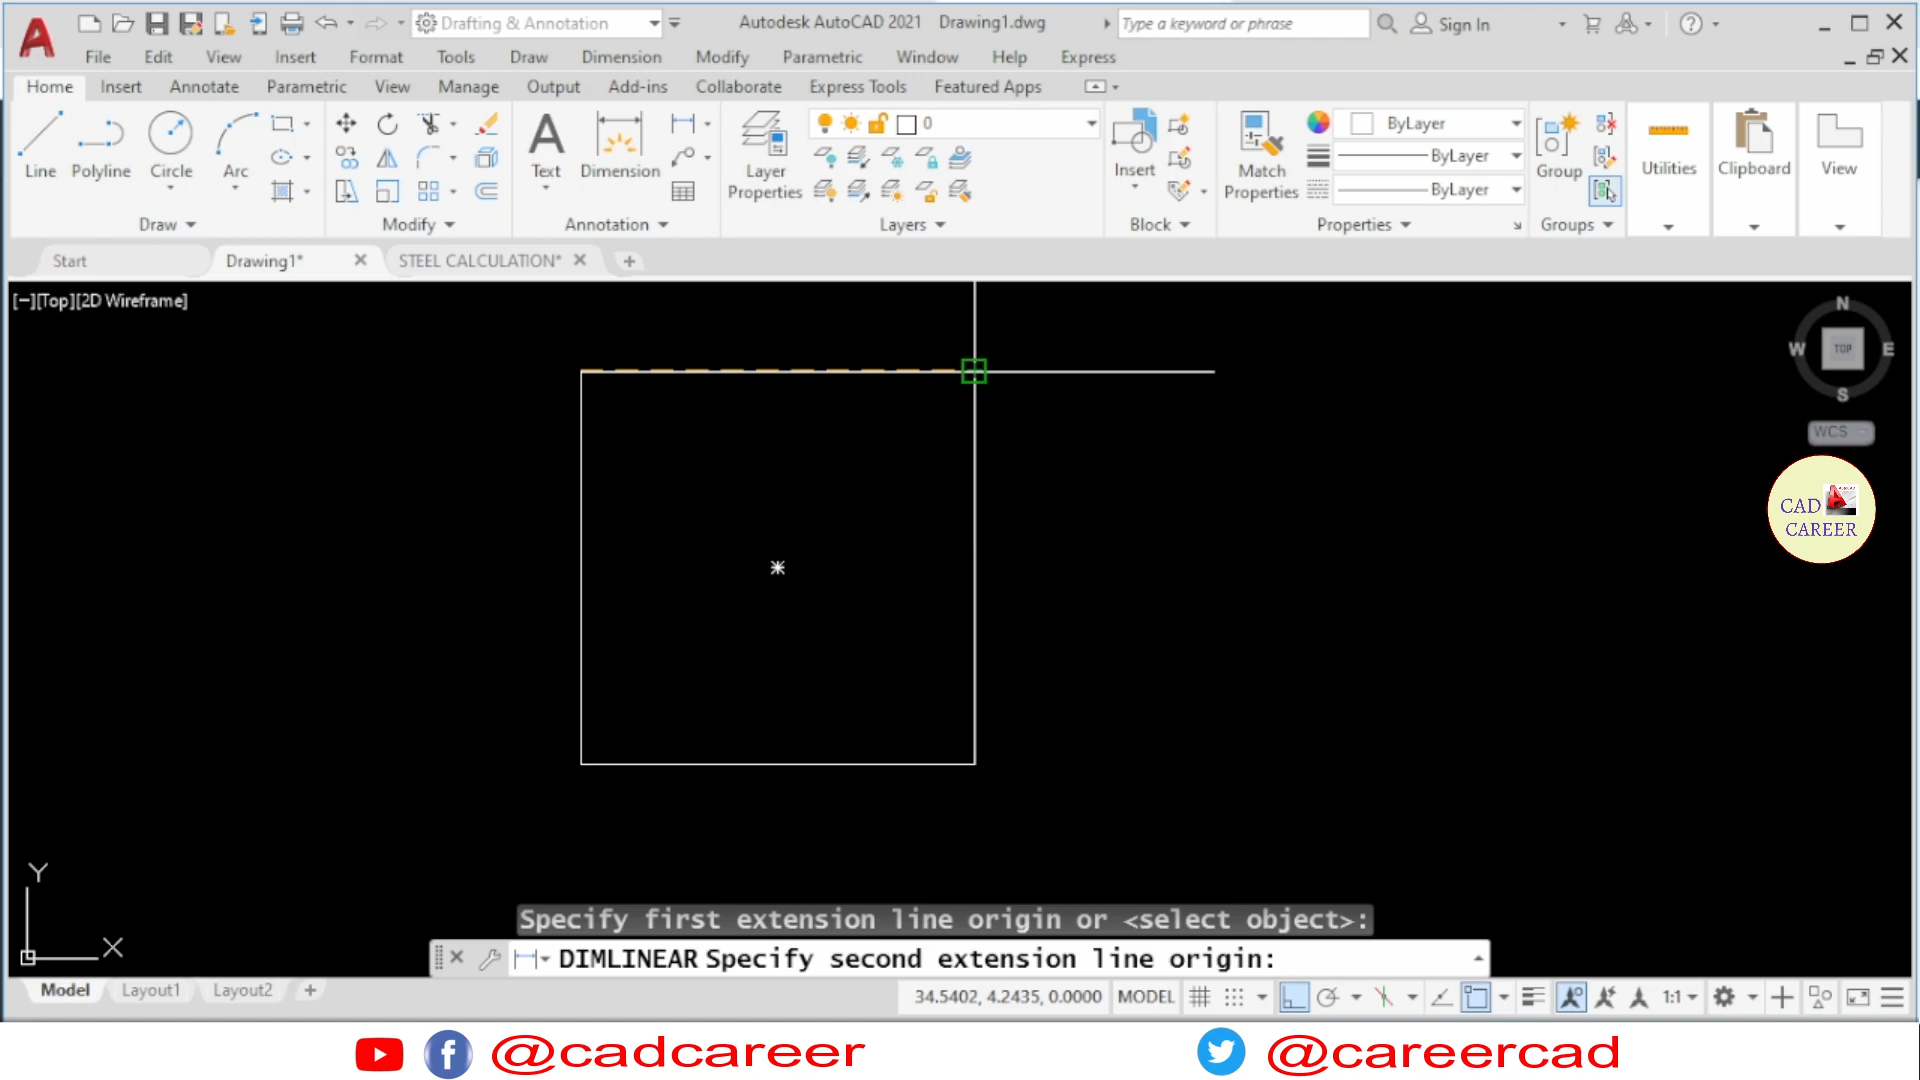 Drafting & Annotation Autodesk AutoCAD 2021 Drawing1.dwg Type a keyword or phrase Sign In
File Edit View Insert Format Tools Draw Dimension Modify Parametric Window Help Express
Home Insert Annotate Parametric View Manage Output Add-ins Collaborate Express Tools Featured Apps
0 ByLayer
ByLayer
ByLayer
Line Polyline Circle Arc Text Dimension Layer Properties Insert Match Properties Group Utilities Clipboard View
Draw Modify Annotation Layers Block Properties Groups
Start Drawing1* STEEL CALCULATION*
[−][Top][2D Wireframe]
N
W TOP E
S
WCS
CAD
CAREER
Y
X
Specify first extension line origin or <select object>:
DIMLINEAR Specify second extension line origin:
Model Layout1 Layout2 34.5402, 4.2435, 0.0000 MODEL 1:1
@cadcareer @careercad